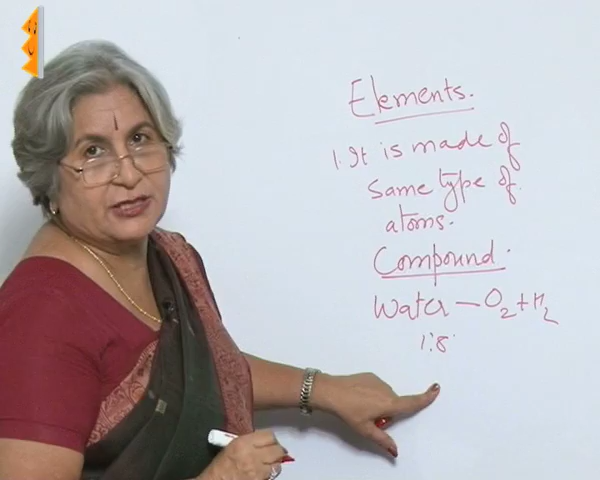 Elements.
1. It is made of
same type of
atoms.
Compound.
Water — O₂ + H₂
1:8